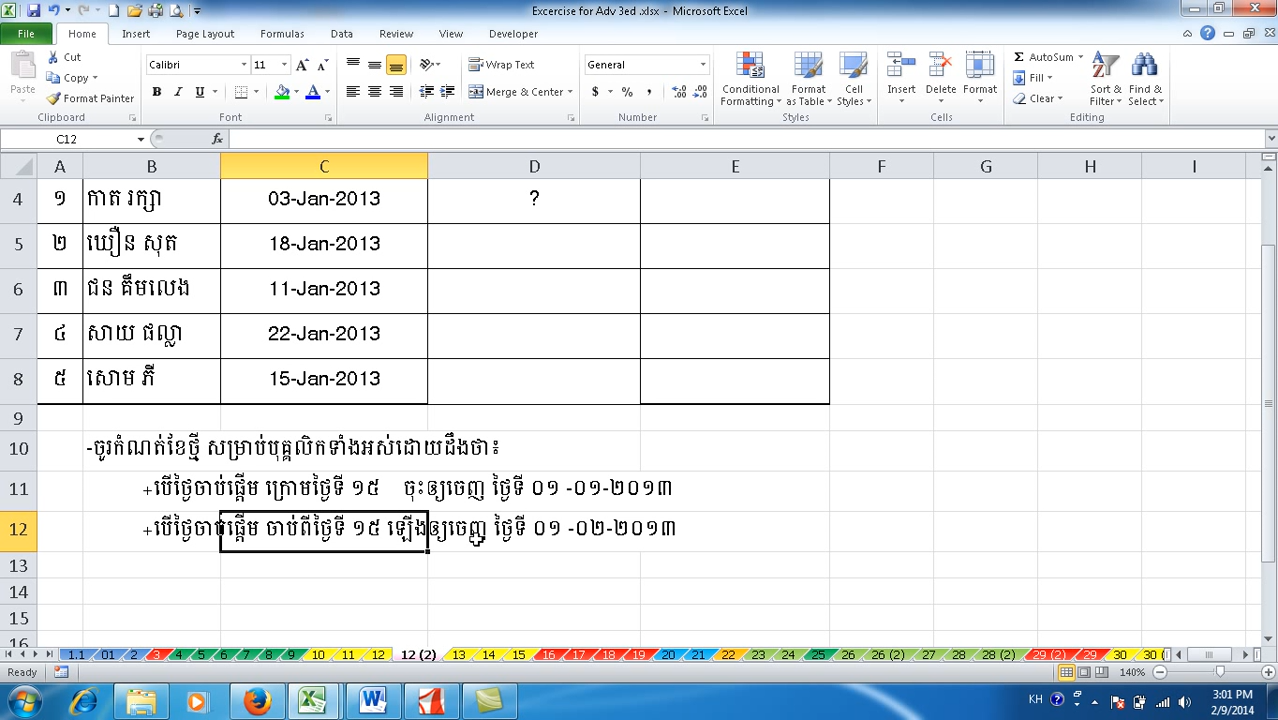 Excercise for Adv 3ed .xlsx - Microsoft Excel
File Home Insert Page Layout Formulas Data Review View Developer
Cut
Copy
Format Painter
Paste
Clipboard
Calibri 11
B I U
Font
Wrap Text
Merge & Center
Alignment
General
$ % ,
Number
Conditional Formatting
Format as Table
Cell Styles
Styles
Insert Delete Format
Cells
AutoSum
Fill
Clear
Sort & Filter
Find & Select
Editing
C12 fx
A B C D E F G H I
4 ១ កាត រក្សា 03-Jan-2013 ?
5 ២ ឃឿន សុត 18-Jan-2013
6 ៣ ជន គឹមលេង 11-Jan-2013
7 ៤ សាយ ផល្លា 22-Jan-2013
8 ៥ សោម ភី 15-Jan-2013
9
10 -ចូរកំណត់ខែថ្មី សម្រាប់បុគ្គលិកទាំងអស់ដោយដឹងថា៖
11 +បើថ្ងៃចាប់ផ្តើម ក្រោមថ្ងៃទី ១៥ ចុះឲ្យចេញ ថ្ងៃទី ០១ -០១-២០១៣
12 +បើថ្ងៃចាប់ផ្តើម ចាប់ពីថ្ងៃទី ១៥ ឡើងឲ្យចេញ ថ្ងៃទី ០១ -០២-២០១៣
13
14
15
16
1.1 01 2 3 4 5 6 7 8 9 10 11 12 12 (2) 13 14 15 16 17 18 19 20 21 22 23 24 25 26 26 (2) 27 28 28 (2) 29 (2) 29 30 30 (
Ready 140%
KH 3:01 PM
2/9/2014